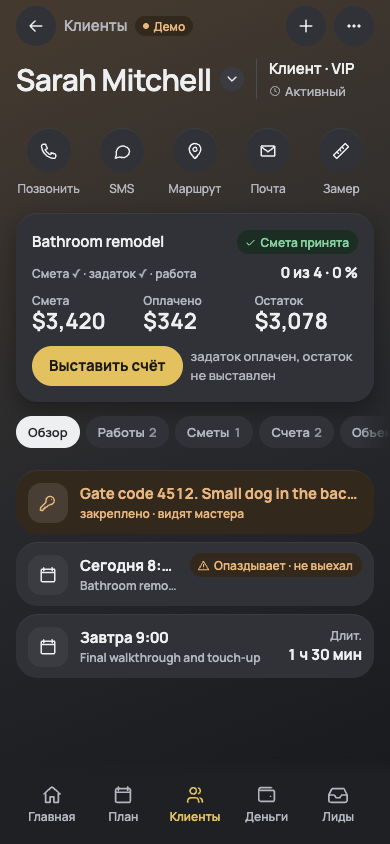 Клиенты
Демо
Sarah Mitchell
Клиент · VIP
Активный
Позвонить
SMS
Маршрут
Почта
Замер
Bathroom remodel
✓ Смета принята
Смета ✓ · задаток ✓ · работа
0 из 4 · 0 %
Смета
Оплачено
Остаток
$3,420
$342
$3,078
Выставить счёт
задаток оплачен, остаток
не выставлен
Обзор
Работы 2
Сметы 1
Счета 2
Объе
Gate code 4512. Small dog in the bac…
закреплено · видят мастера
Сегодня 8:…
Опаздывает · не выехал
Bathroom remo…
Завтра 9:00
Длит.
Final walkthrough and touch-up
1 ч 30 мин
Главная
План
Клиенты
Деньги
Лиды